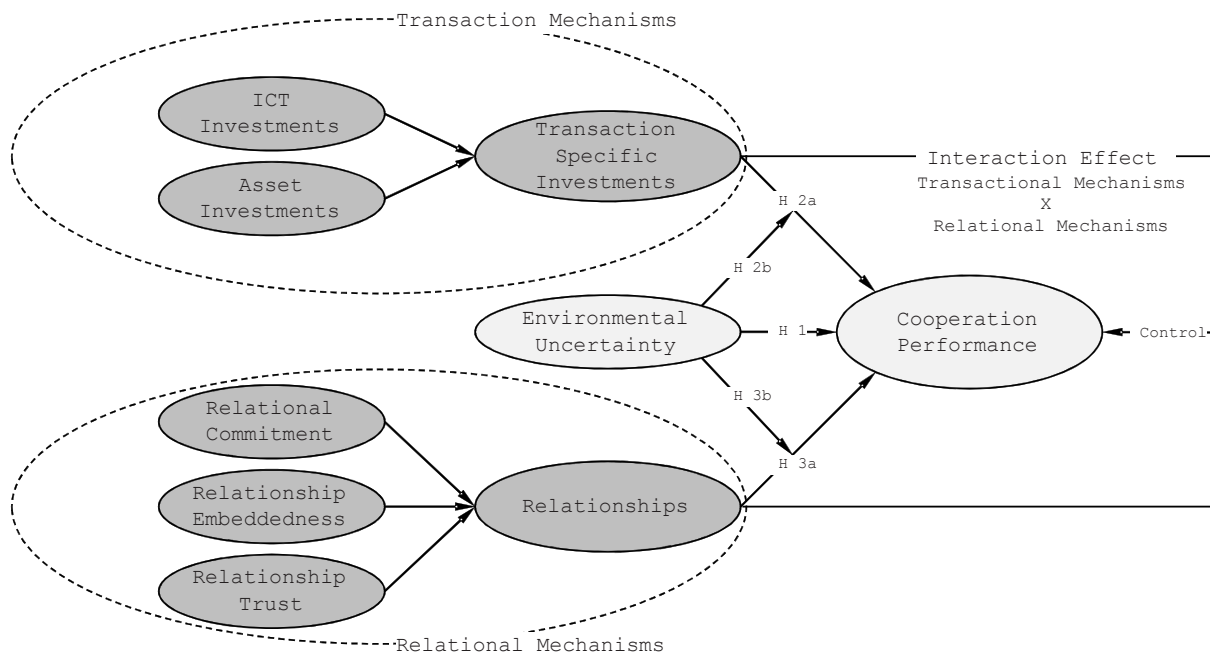 Transaction Mechanisms
ICT
Investments
Asset
Investments
Transaction
Specific
Investments
Interaction Effect
Transactional Mechanisms
X
Relational Mechanisms
H 2a
H 2b
Environmental
Uncertainty
H 1
Cooperation
Performance
Control
H 3b
H 3a
Relational
Commitment
Relationship
Embeddedness
Relationship
Trust
Relationships
Relational Mechanisms